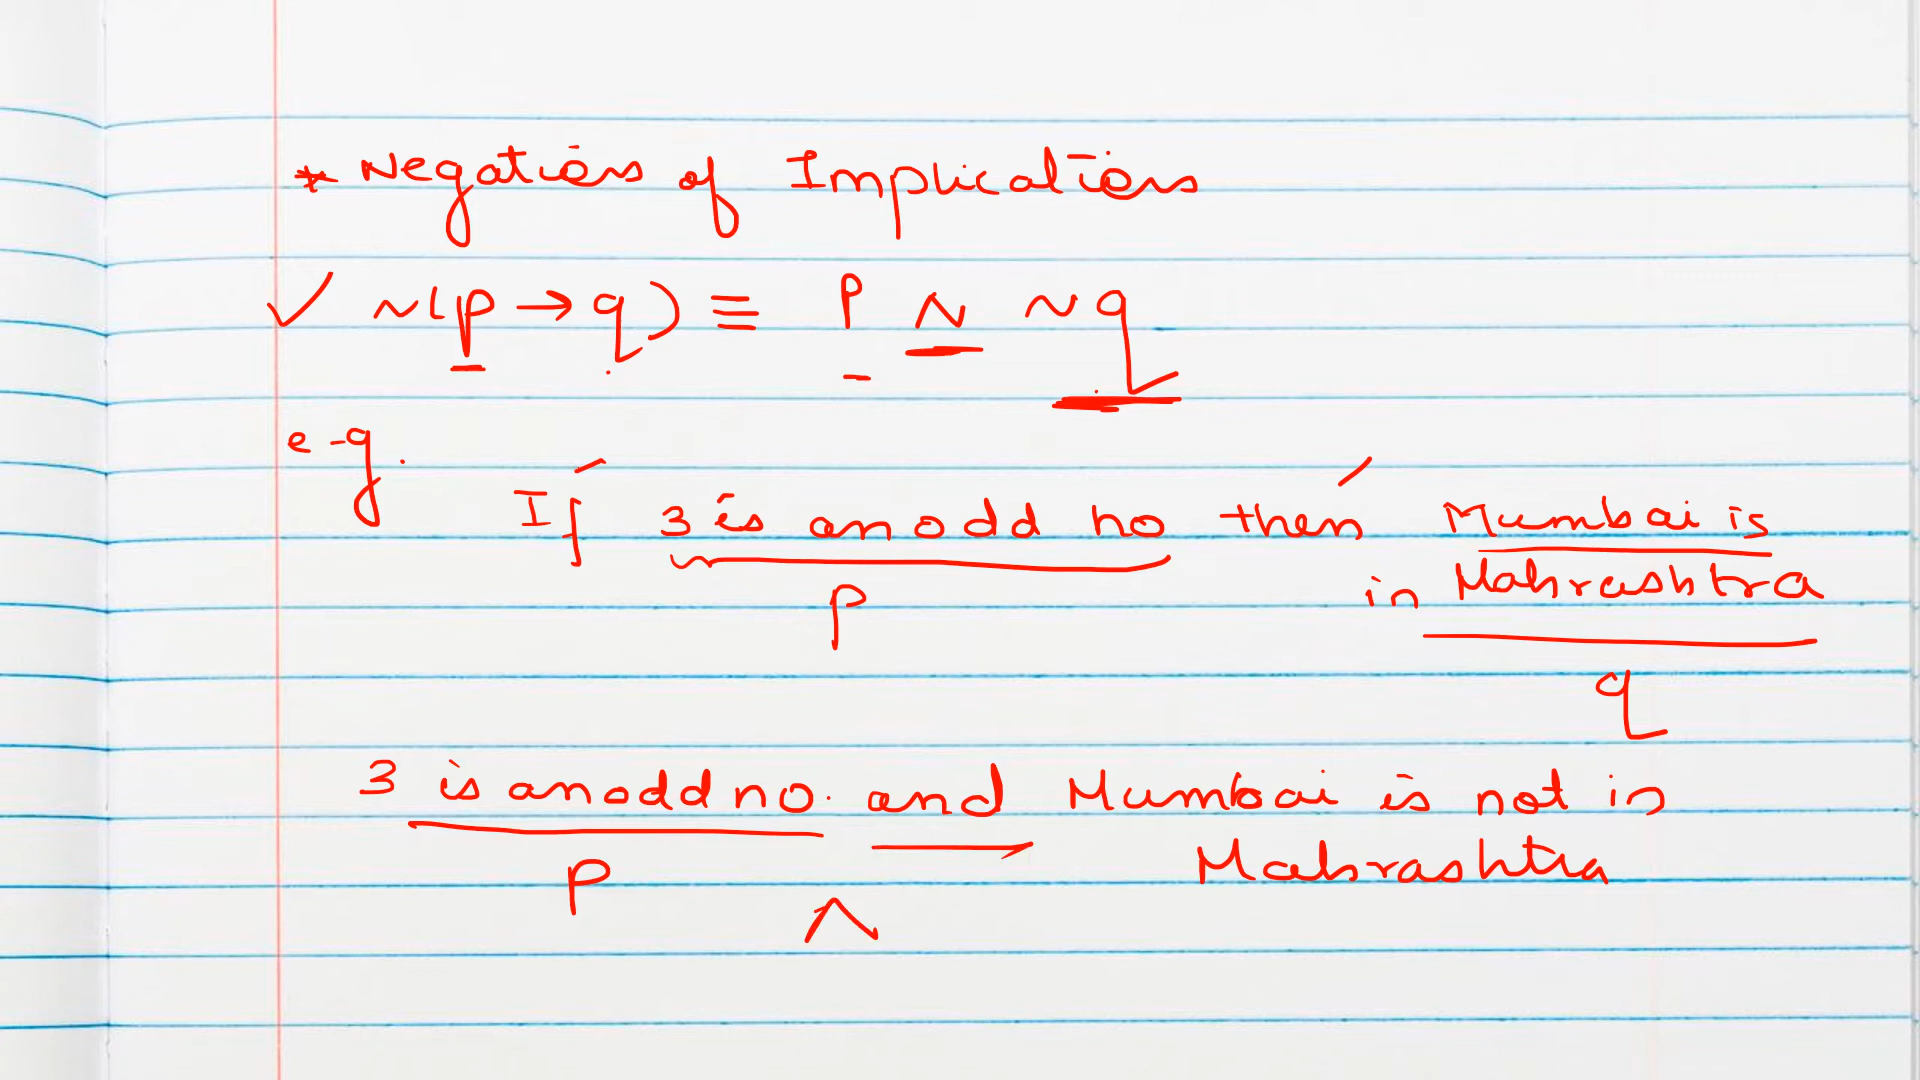 * Negations of Implications
✓ ~(p → q) ≡ p ∧ ~q
e-g.
If 3 is an odd no then Mumbai is
in Mahrashtra
p
q
3 is an odd no. and Mumbai is not in
Mahrashtra
p
∧